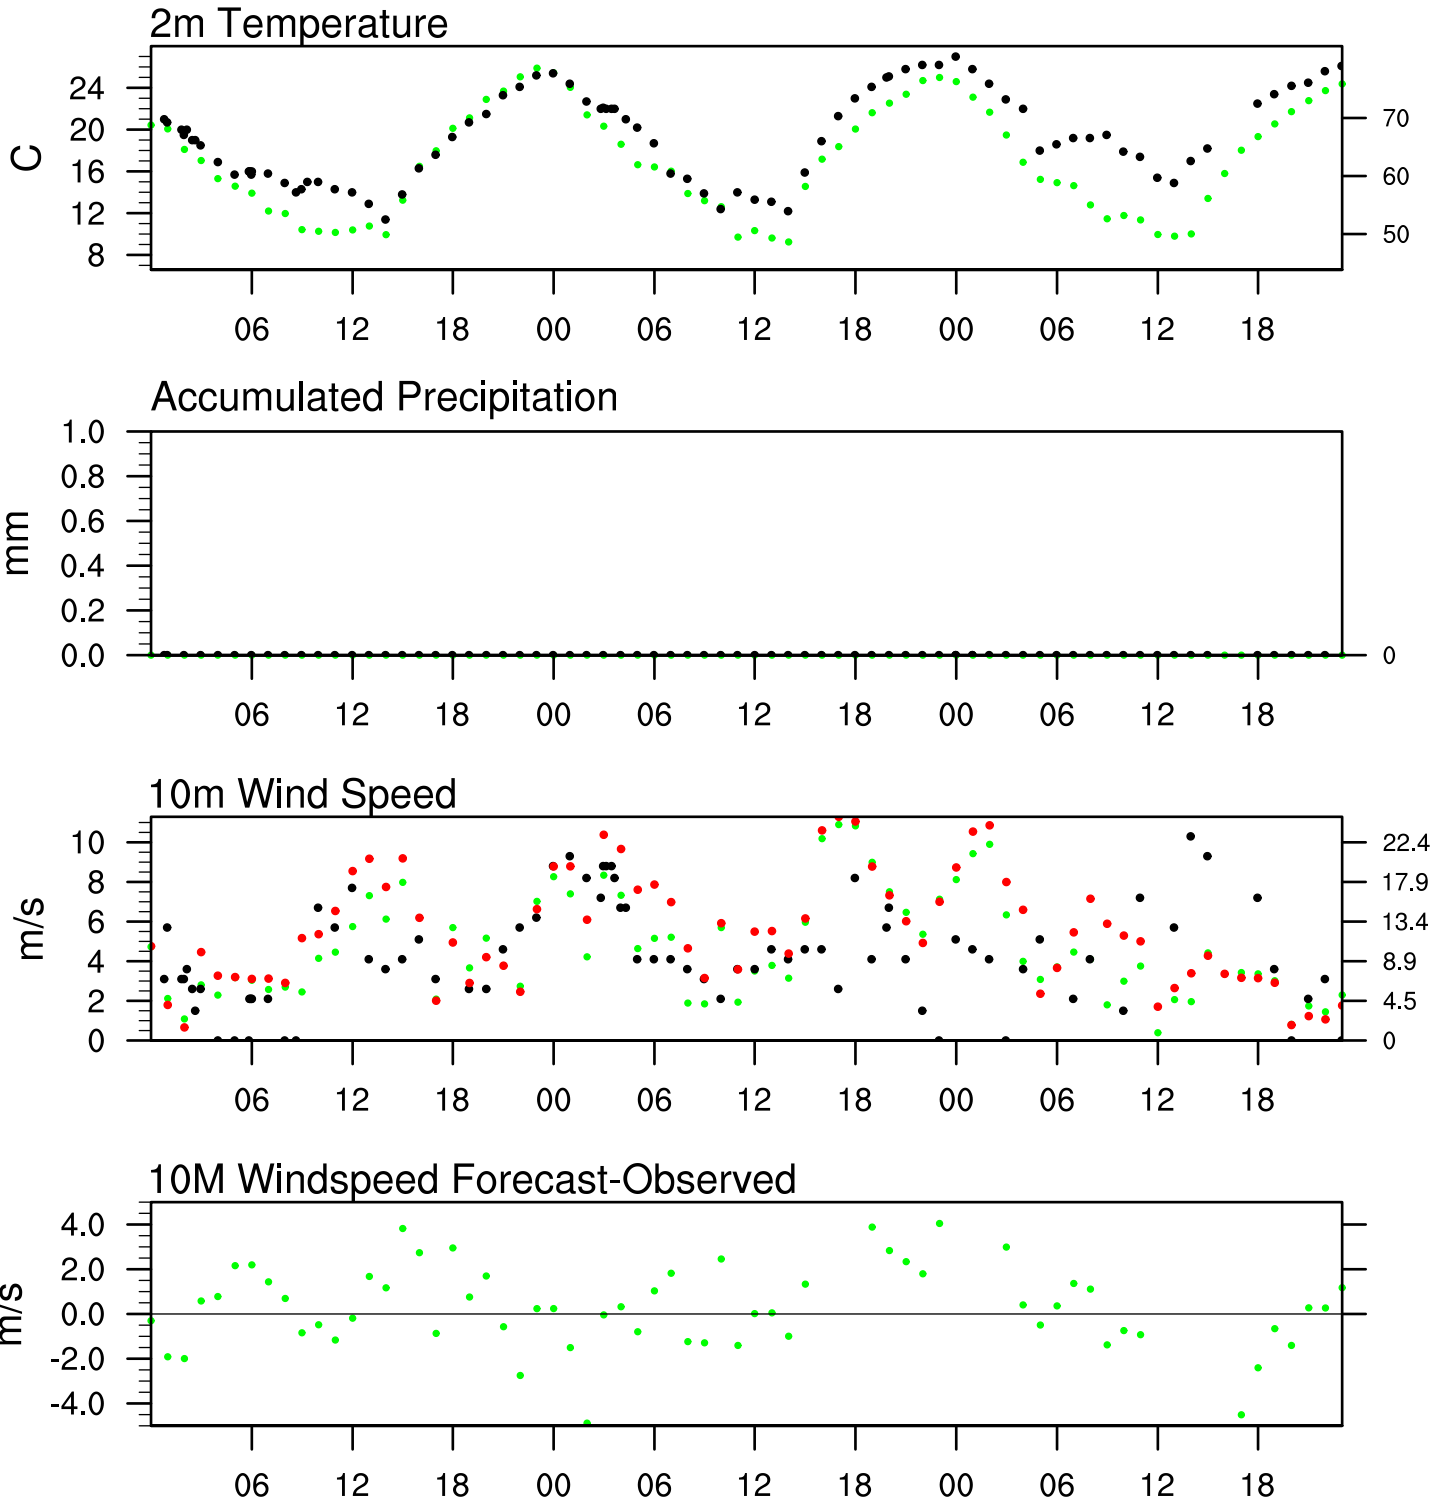 2m Temperature
C
24
20
16
12
8
70
60
50
06 12 18 00 06 12 18 00 06 12 18
Accumulated Precipitation
mm
1.0
0.8
0.6
0.4
0.2
0.0
0
06 12 18 00 06 12 18 00 06 12 18
10m Wind Speed
m/s
10
8
6
4
2
0
22.4
17.9
13.4
8.9
4.5
0
06 12 18 00 06 12 18 00 06 12 18
10M Windspeed Forecast-Observed
m/s
4.0
2.0
0.0
-2.0
-4.0
06 12 18 00 06 12 18 00 06 12 18